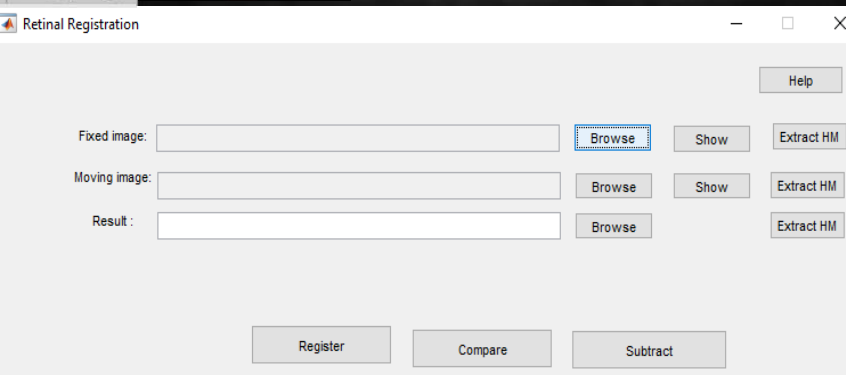 Retinal Registration
Help
Fixed image: Browse Show Extract HM
Moving image: Browse Show Extract HM
Result : Browse Extract HM
Register Compare Subtract